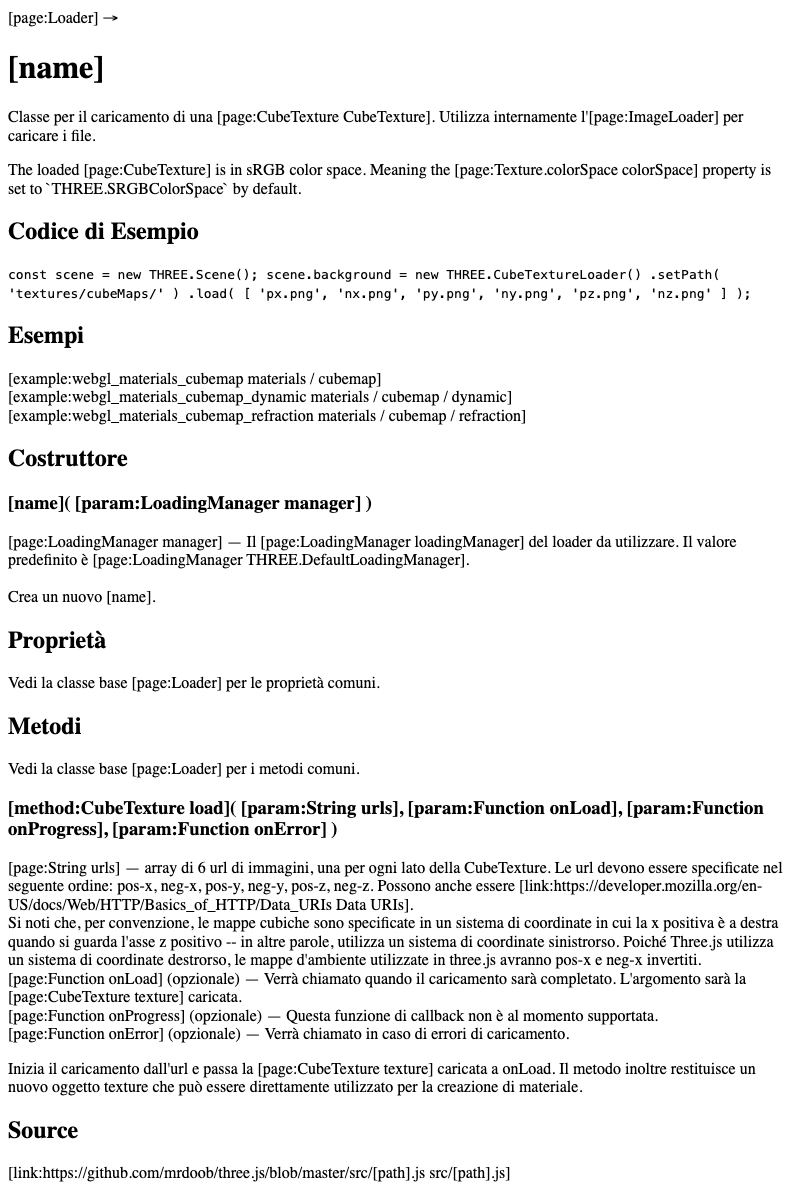 [page:Loader] →
[name]
Classe per il caricamento di una [page:CubeTexture CubeTexture]. Utilizza internamente l'[page:ImageLoader] per
caricare i file.
The loaded [page:CubeTexture] is in sRGB color space. Meaning the [page:Texture.colorSpace colorSpace] property is
set to `THREE.SRGBColorSpace` by default.
Codice di Esempio
const scene = new THREE.Scene(); scene.background = new THREE.CubeTextureLoader() .setPath(
'textures/cubeMaps/' ) .load( [ 'px.png', 'nx.png', 'py.png', 'ny.png', 'pz.png', 'nz.png' ] );
Esempi
[example:webgl_materials_cubemap materials / cubemap]
[example:webgl_materials_cubemap_dynamic materials / cubemap / dynamic]
[example:webgl_materials_cubemap_refraction materials / cubemap / refraction]
Costruttore
[name]( [param:LoadingManager manager] )
[page:LoadingManager manager] — Il [page:LoadingManager loadingManager] del loader da utilizzare. Il valore
predefinito è [page:LoadingManager THREE.DefaultLoadingManager].
Crea un nuovo [name].
Proprietà
Vedi la classe base [page:Loader] per le proprietà comuni.
Metodi
Vedi la classe base [page:Loader] per i metodi comuni.
[method:CubeTexture load]( [param:String urls], [param:Function onLoad], [param:Function
onProgress], [param:Function onError] )
[page:String urls] — array di 6 url di immagini, una per ogni lato della CubeTexture. Le url devono essere specificate nel
seguente ordine: pos-x, neg-x, pos-y, neg-y, pos-z, neg-z. Possono anche essere [link:https://developer.mozilla.org/en-
US/docs/Web/HTTP/Basics_of_HTTP/Data_URIs Data URIs].
Si noti che, per convenzione, le mappe cubiche sono specificate in un sistema di coordinate in cui la x positiva è a destra
quando si guarda l'asse z positivo -- in altre parole, utilizza un sistema di coordinate sinistrorso. Poiché Three.js utilizza
un sistema di coordinate destrorso, le mappe d'ambiente utilizzate in three.js avranno pos-x e neg-x invertiti.
[page:Function onLoad] (opzionale) — Verrà chiamato quando il caricamento sarà completato. L'argomento sarà la
[page:CubeTexture texture] caricata.
[page:Function onProgress] (opzionale) — Questa funzione di callback non è al momento supportata.
[page:Function onError] (opzionale) — Verrà chiamato in caso di errori di caricamento.
Inizia il caricamento dall'url e passa la [page:CubeTexture texture] caricata a onLoad. Il metodo inoltre restituisce un
nuovo oggetto texture che può essere direttamente utilizzato per la creazione di materiale.
Source
[link:https://github.com/mrdoob/three.js/blob/master/src/[path].js src/[path].js]